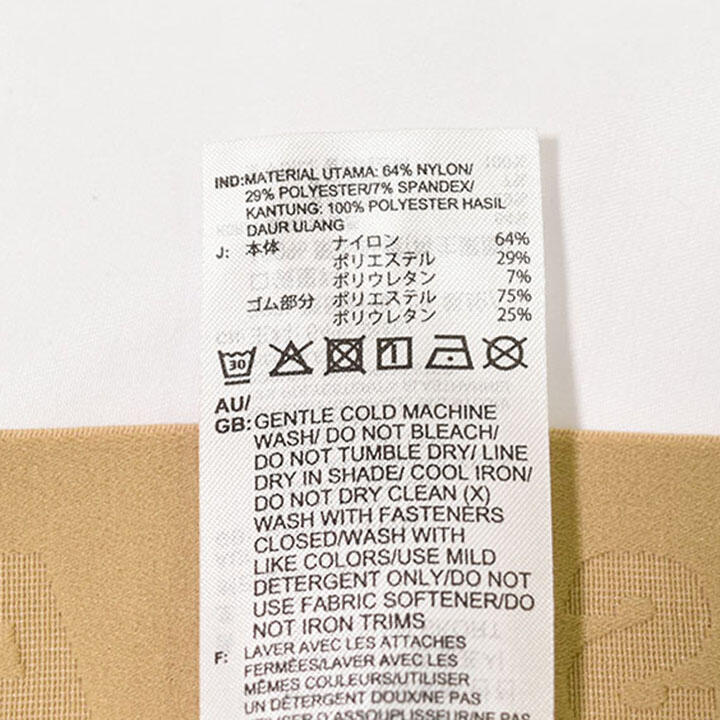 IND:MATERIAL UTAMA: 64% NYLON/
29% POLYESTER/7% SPANDEX/
KANTUNG: 100% POLYESTER HASIL
DAUR ULANG
J: 本体 ナイロン 64%
ポリエステル 29%
ポリウレタン 7%
ゴム部分 ポリエステル 75%
ポリウレタン 25%
30
AU/
GB:GENTLE COLD MACHINE
WASH/ DO NOT BLEACH/
DO NOT TUMBLE DRY/ LINE
DRY IN SHADE/ COOL IRON/
DO NOT DRY CLEAN (X)
WASH WITH FASTENERS
CLOSED/WASH WITH
LIKE COLORS/USE MILD
DETERGENT ONLY/DO NOT
USE FABRIC SOFTENER/DO
NOT IRON TRIMS
F: LAVER AVEC LES ATTACHES
FERMÉES/LAVER AVEC LES
MÊMES COULEURS/UTILISER
UN DÉTERGENT DOUX/NE PAS
D'ASSOUPLISSEUR/NE PAS